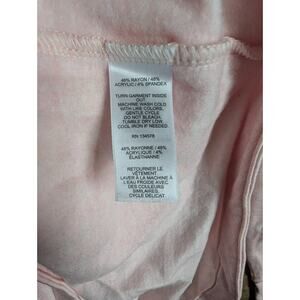 48% RAYON / 48%
ACRYLIC / 4% SPANDEX
TURN GARMENT INSIDE
OUT
MACHINE WASH COLD
WITH LIKE COLORS,
GENTLE CYCLE
DO NOT BLEACH.
TUMBLE DRY LOW
COOL IRON IF NEEDED.
RN 134578
48% RAYONNE / 48%
ACRYLIQUE / 4%
ELASTHANNE
RETOURNER LE
VÊTEMENT
LAVER À LA MACHINE À
L'EAU FROIDE AVEC
DES COULEURS
SIMILAIRES.
CYCLE DÉLICAT